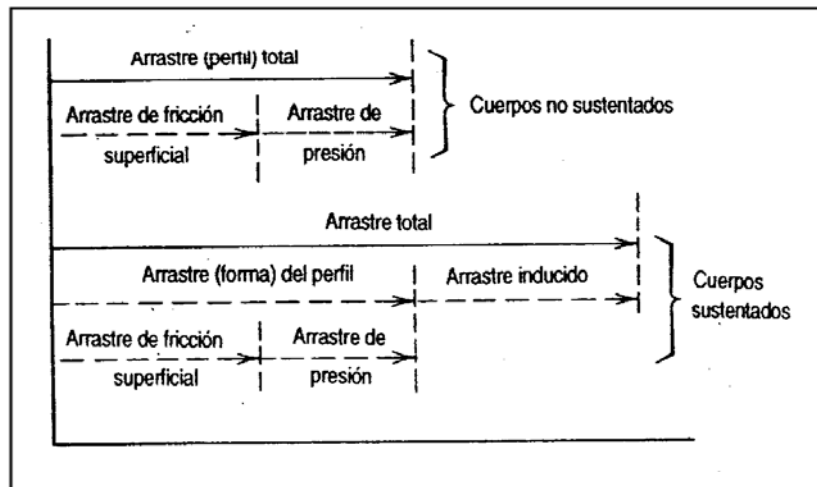 Arrastre (perfil) total
Arrastre de fricción
superficial
Arrastre de
presión
Cuerpos no sustentados
Arrastre total
Arrastre (forma) del perfil
Arrastre inducido
Arrastre de fricción
superficial
Arrastre de
presión
Cuerpos
sustentados